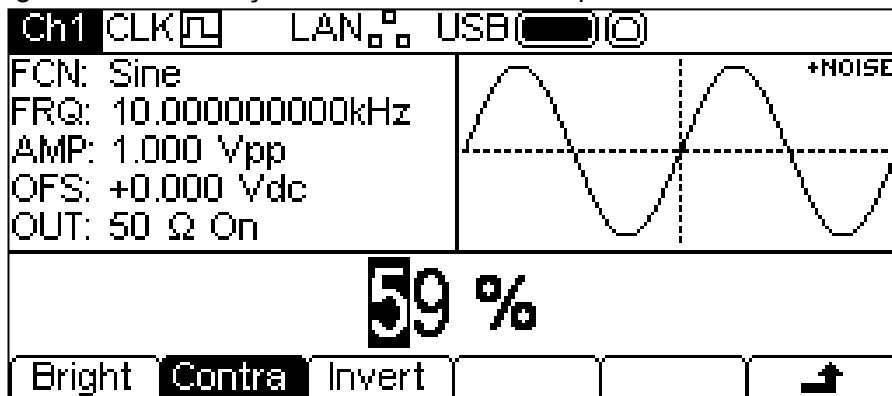 Ch1 CLK LAN USB
FCN: Sine
FRQ: 10.000000000kHz
AMP: 1.000 Vpp
OFS: +0.000 Vdc
OUT: 50 Ω On
+NOISE
59 %
Bright Contra Invert